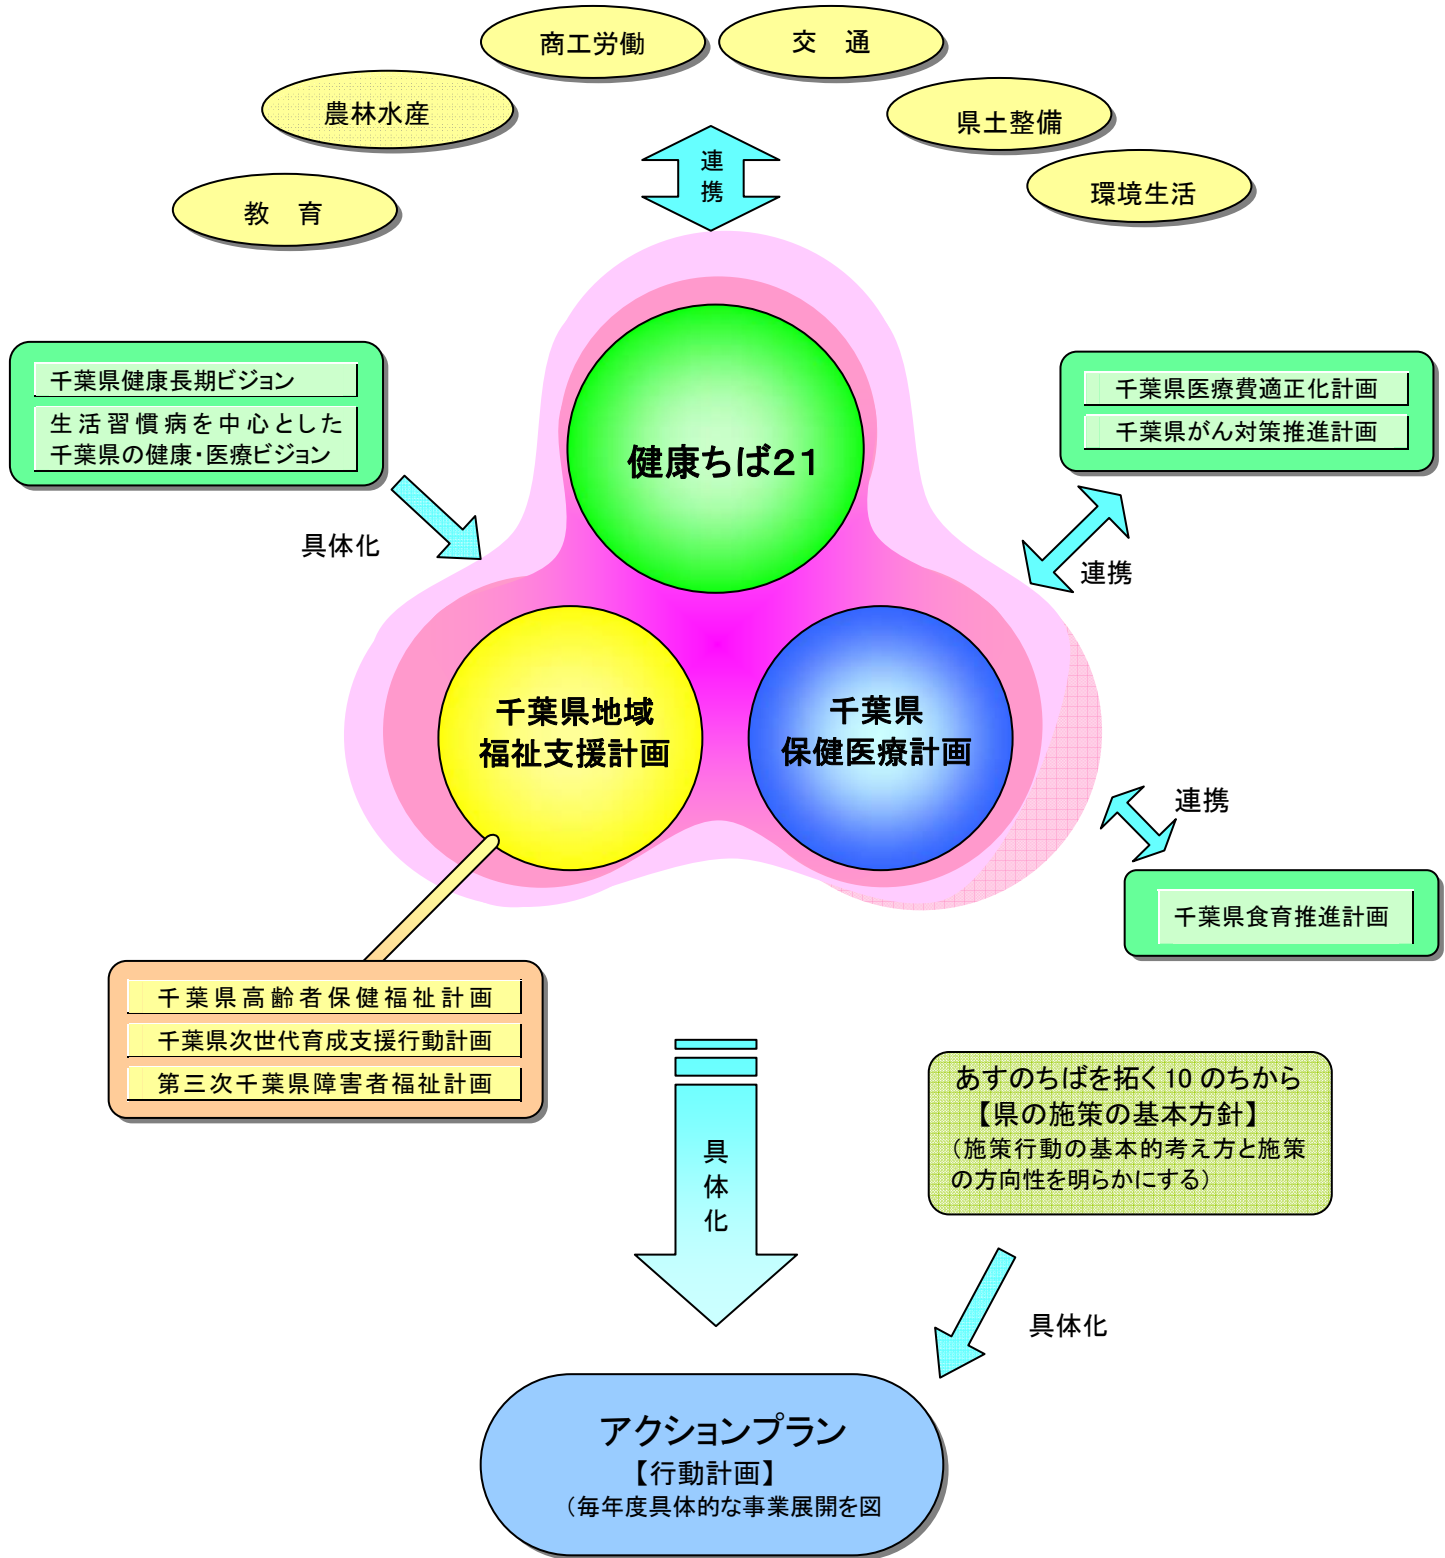 商工労働
交　通
農林水産
県土整備
環境生活
教　育
連
携
千葉県健康長期ビジョン
生活習慣病を中心とした
千葉県の健康・医療ビジョン
具体化
健康ちば21
千葉県医療費適正化計画
千葉県がん対策推進計画
連携
千葉県地域
福祉支援計画
千葉県
保健医療計画
連携
千葉県食育推進計画
千葉県高齢者保健福祉計画
千葉県次世代育成支援行動計画
第三次千葉県障害者福祉計画
具
体
化
あすのちばを拓く10のちから
【県の施策の基本方針】
（施策行動の基本的考え方と施策
の方向性を明らかにする）
具体化
アクションプラン
【行動計画】
（毎年度具体的な事業展開を図